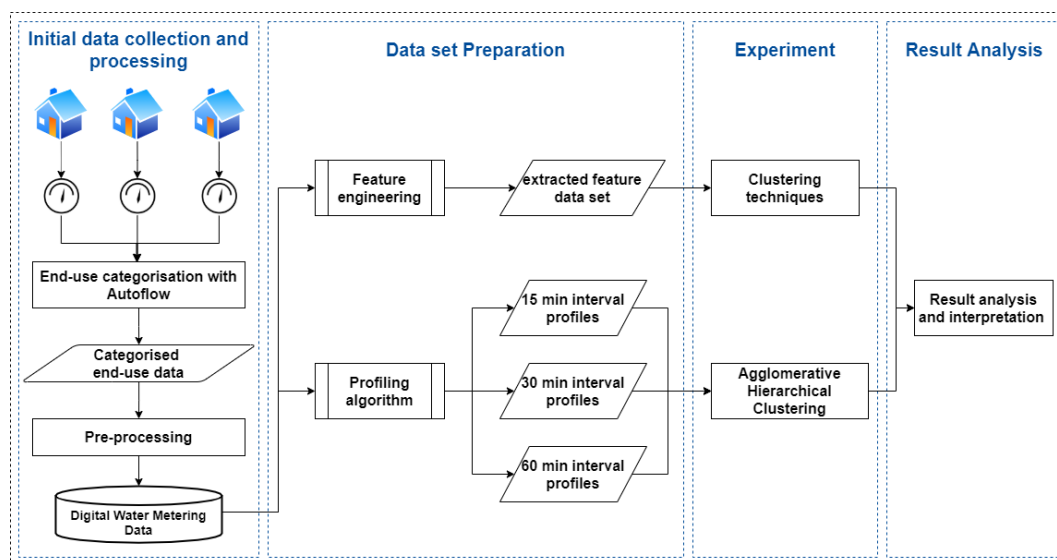 Initial data collection and
processing
Data set Preparation
Experiment
Result Analysis
End-use categorisation with
Autoflow
Categorised
end-use data
Pre-processing
Digital Water Metering
Data
Feature
engineering
extracted feature
data set
Clustering
techniques
Profiling
algorithm
15 min interval
profiles
30 min interval
profiles
60 min interval
profiles
Agglomerative
Hierarchical
Clustering
Result analysis
and interpretation